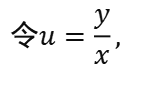 令u = y/x,